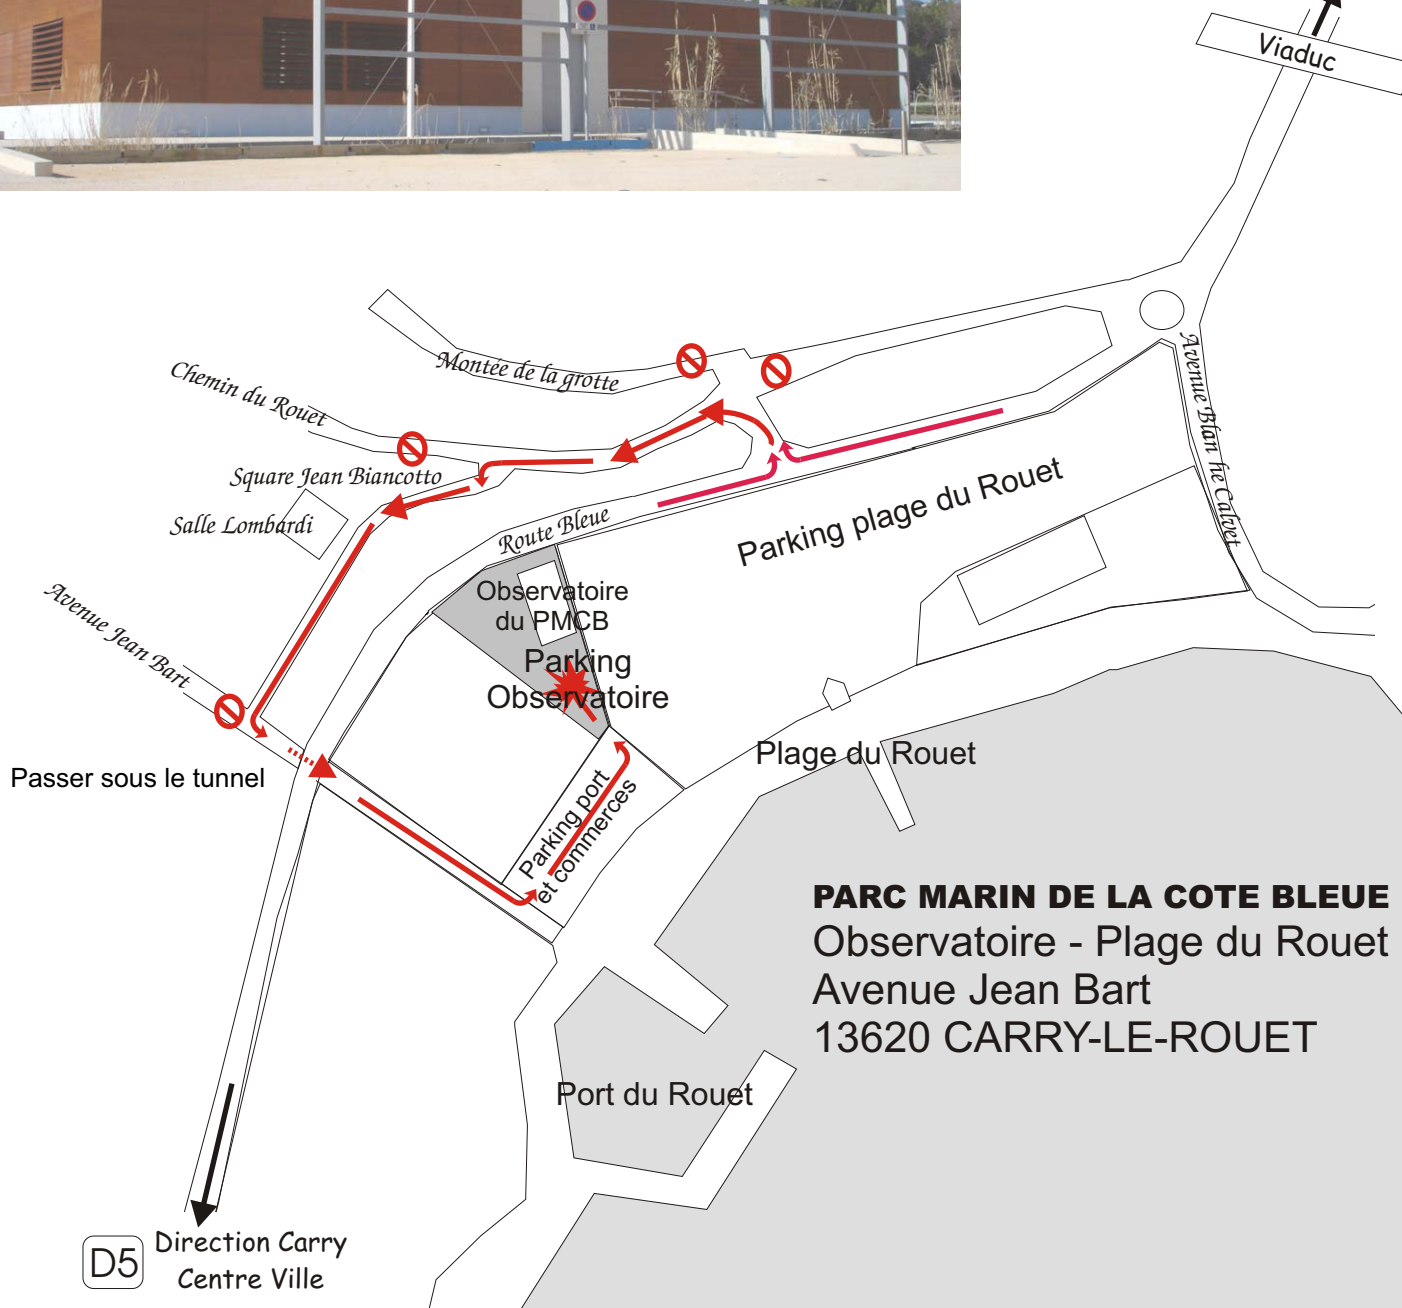 Viaduc
Montée de la grotte
Chemin du Rouet
Avenue Blan he Calvet
Square Jean Biancotto
Salle Lombardi
Route Bleue
Parking plage du Rouet
Observatoire
du PMCB
Parking
Observatoire
Avenue Jean Bart
Passer sous le tunnel
Plage du Rouet
Parking port
et commerces
PARC MARIN DE LA COTE BLEUE
Observatoire - Plage du Rouet
Avenue Jean Bart
13620 CARRY-LE-ROUET
Port du Rouet
D5
Direction Carry
Centre Ville